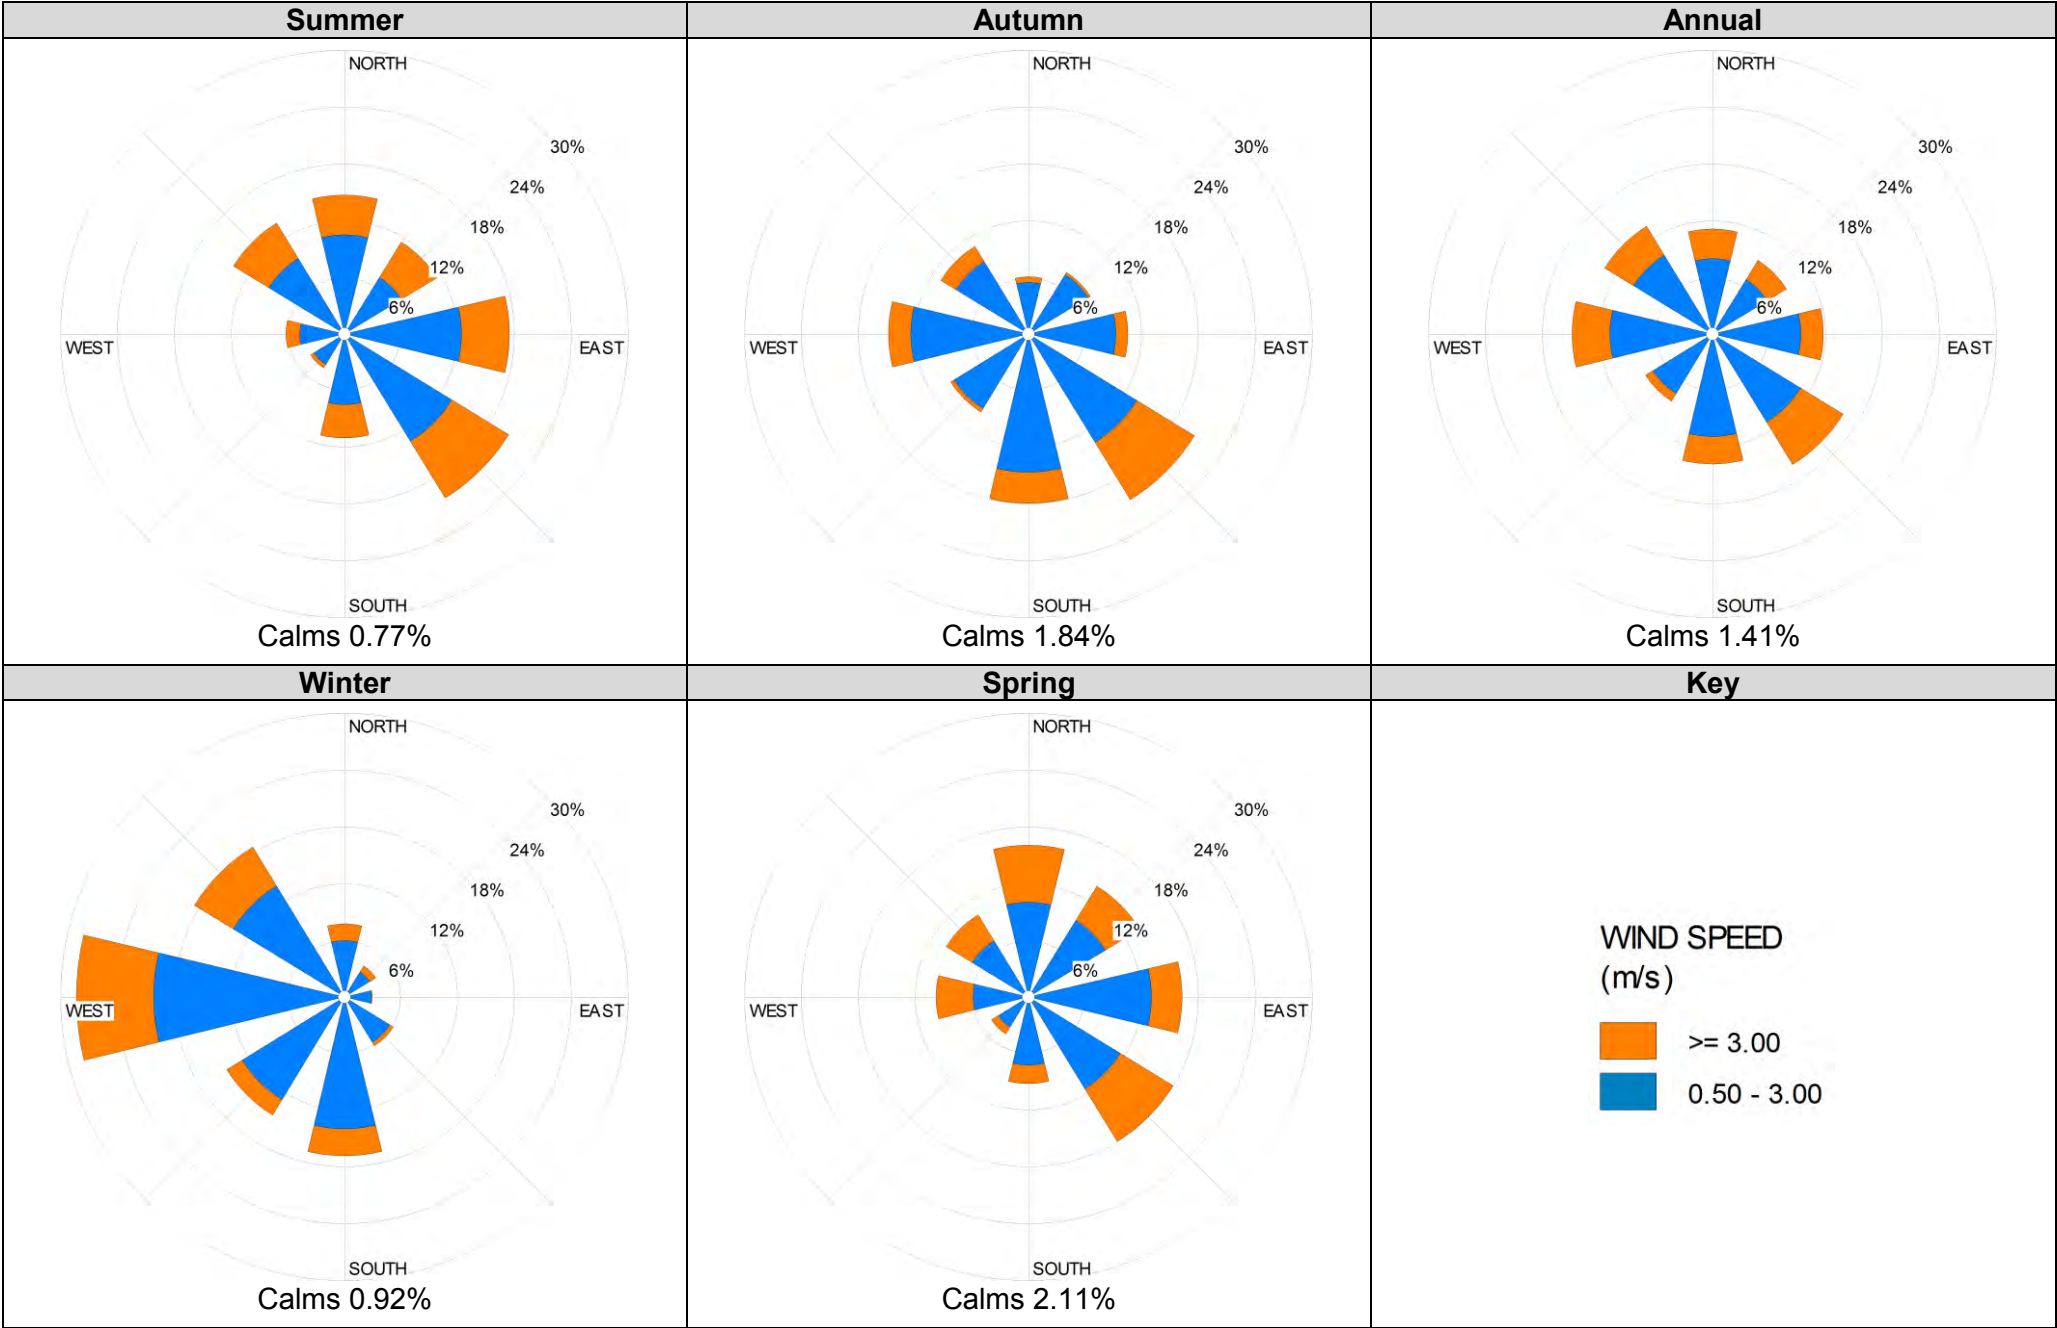 Summer
Autumn
Annual
NORTH
30%
24%
18%
12%
6%
WEST
EAST
SOUTH
Calms 0.77%
NORTH
30%
24%
18%
12%
6%
WEST
EAST
SOUTH
Calms 1.84%
NORTH
30%
24%
18%
12%
6%
WEST
EAST
SOUTH
Calms 1.41%
Winter
Spring
Key
NORTH
30%
24%
18%
12%
6%
WEST
EAST
SOUTH
Calms 0.92%
NORTH
30%
24%
18%
12%
6%
WEST
EAST
SOUTH
Calms 2.11%
WIND SPEED
(m/s)
>= 3.00
0.50 - 3.00